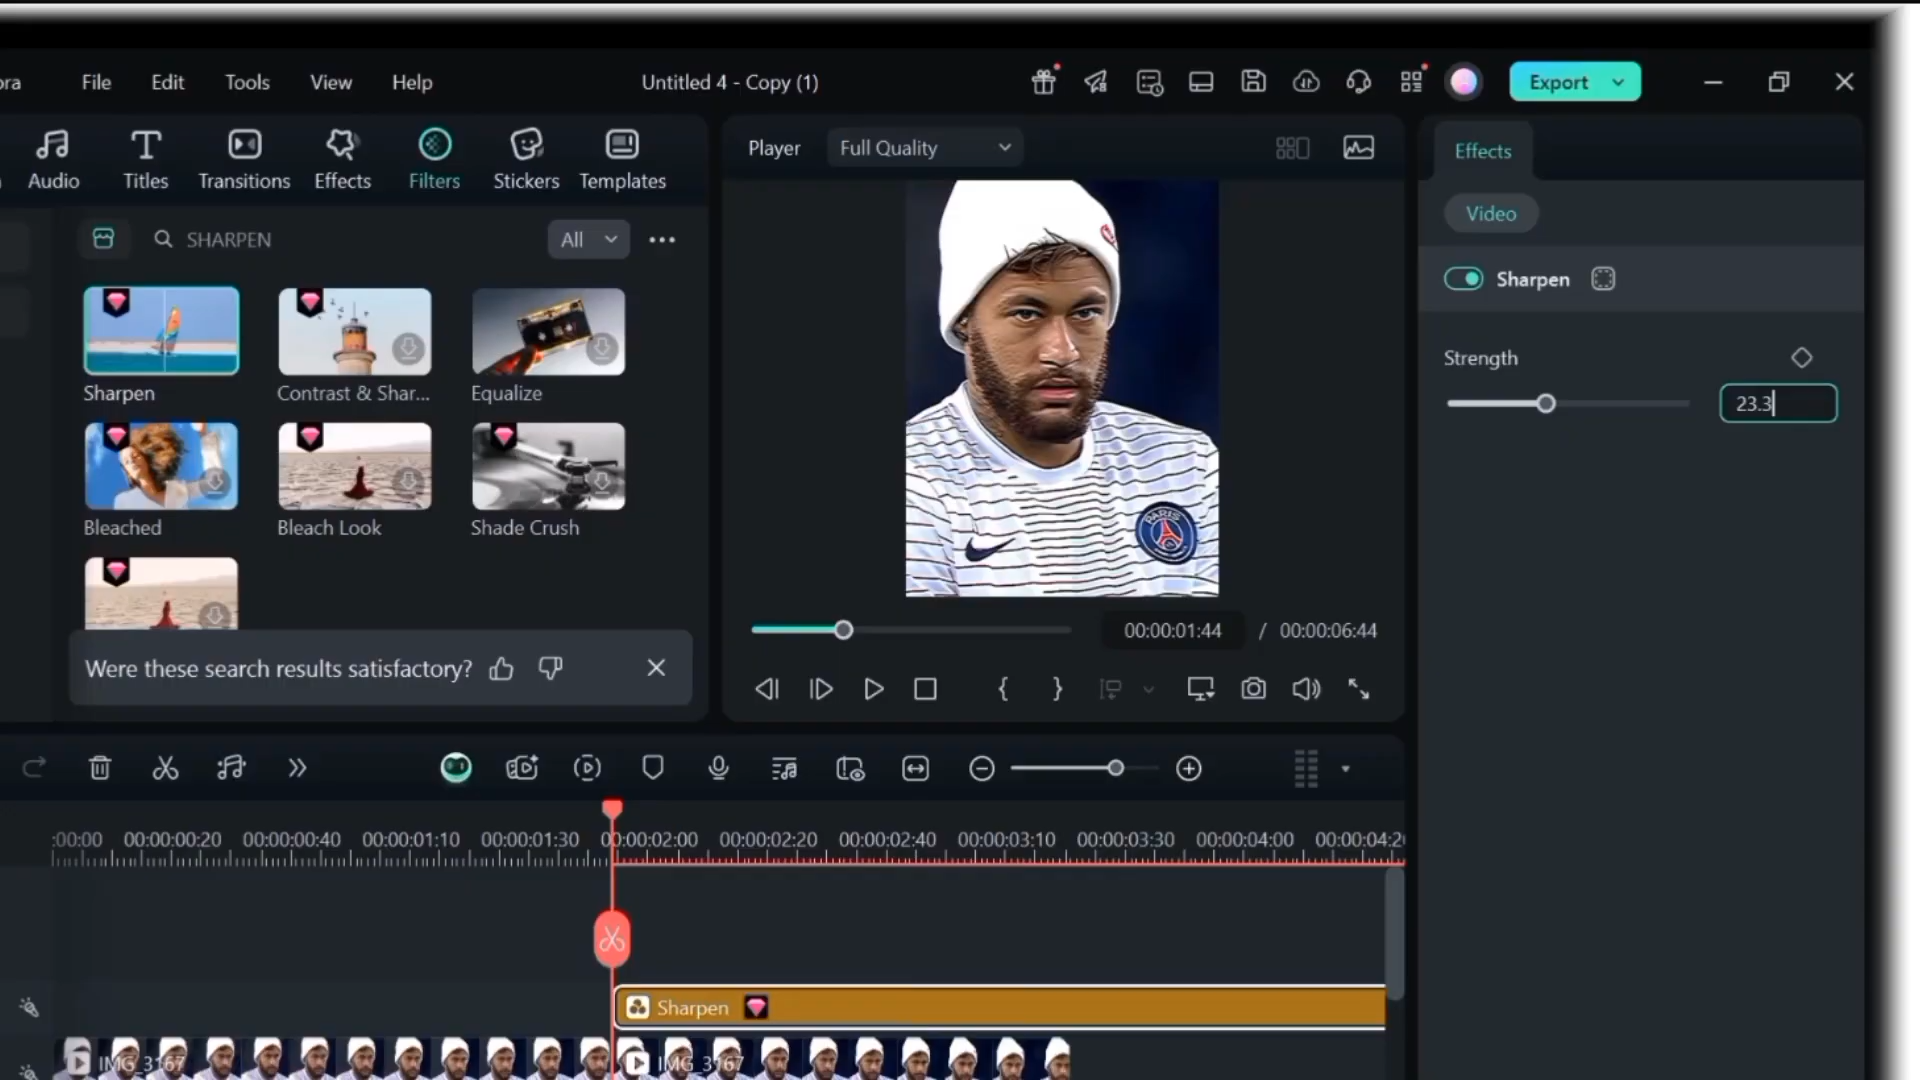 ora File Edit Tools View Help Untitled 4 - Copy (1) Export
Audio Titles Transitions Effects Filters Stickers Templates
SHARPEN All
Sharpen Contrast & Shar... Equalize
Bleached Bleach Look Shade Crush
Were these search results satisfactory?
Player Full Quality
PARIS
00:00:01:44 / 00:00:06:44
{ }
Effects
Video
Sharpen
Strength
23.3
:00:00 00:00:00:20 00:00:00:40 00:00:01:10 00:00:01:30 00:00:02:00 00:00:02:20 00:00:02:40 00:00:03:10 00:00:03:30 00:00:04:00 00:00:04:20
Sharpen
IMG_3167 IMG_3167